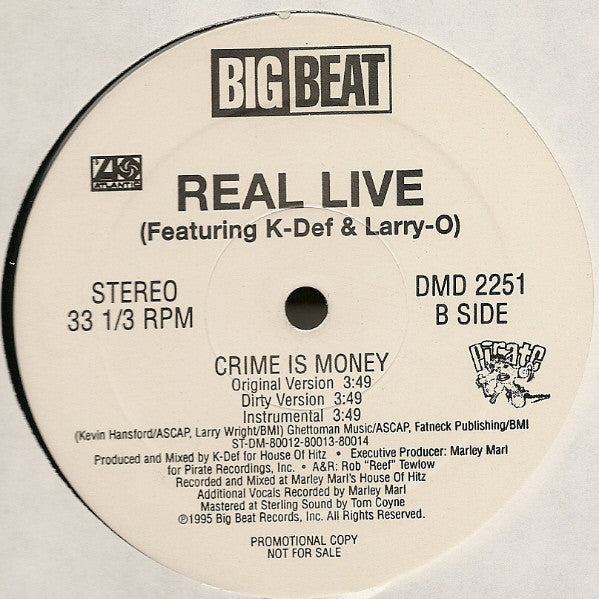 BIG BEAT
ATLANTIC
REAL LIVE
(Featuring K-Def & Larry-O)
STEREO
33 1/3 RPM
DMD 2251
B SIDE
Pirate
CRIME IS MONEY
Original Version 3:49
Dirty Version 3:49
Instrumental 3:49
(Kevin Hansford/ASCAP, Larry Wright/BMI) Ghettoman Music/ASCAP, Fatneck Publishing/BMI
ST-DM-80012-80013-80014
Produced and Mixed by K-Def for House Of Hitz • Executive Producer: Marley Marl
for Pirate Recordings, Inc. • A&R: Rob "Reef" Tewlow
Recorded and Mixed at Marley Marl's House Of Hitz
Additional Vocals Recorded by Marley Marl
Mastered at Sterling Sound by Tom Coyne
℗©1995 Big Beat Records, Inc. All Rights Reserved.
PROMOTIONAL COPY
NOT FOR SALE